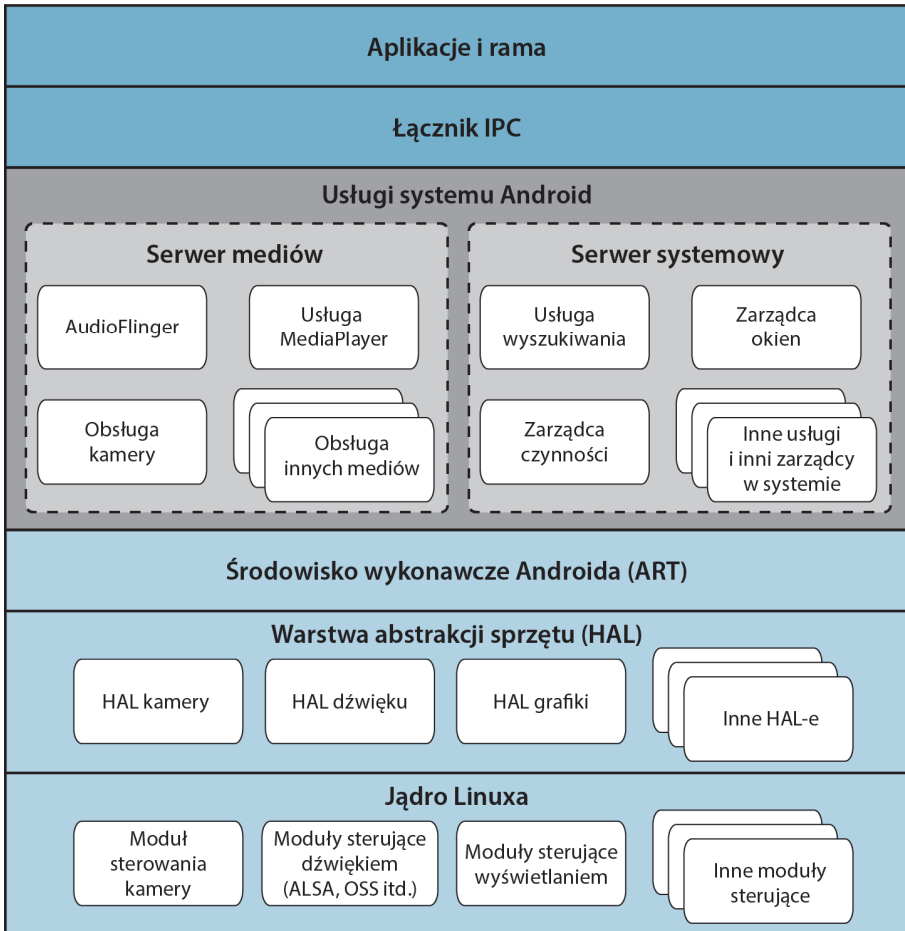 Aplikacje i rama
Łącznik IPC
Usługi systemu Android
Serwer mediów
AudioFlinger
Usługa
MediaPlayer
Obsługa
kamery
Obsługa
innych mediów
Serwer systemowy
Usługa
wyszukiwania
Zarządca
okien
Zarządca
czynności
Inne usługi
i inni zarządcy
w systemie
Środowisko wykonawcze Androida (ART)
Warstwa abstrakcji sprzętu (HAL)
HAL kamery
HAL dźwięku
HAL grafiki
Inne HAL-e
Jądro Linuxa
Moduł
sterowania
kamery
Moduły sterujące
dźwiękiem
(ALSA, OSS itd.)
Moduły sterujące
wyświetlaniem
Inne moduły
sterujące